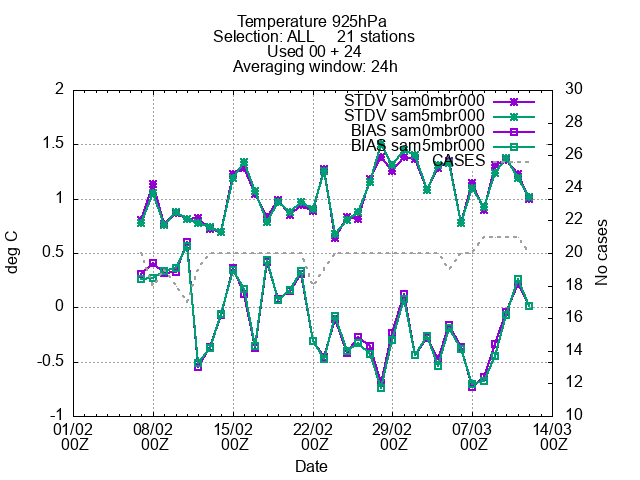 Temperature 925hPa
Selection: ALL 21 stations
Used 00 + 24
Averaging window: 24h
STDV sam0mbr000
STDV sam5mbr000
BIAS sam0mbr000
BIAS sam5mbr000
CASES
deg C
2
1.5
1
0.5
0
-0.5
-1
No cases
30
28
26
24
22
20
18
16
14
12
10
01/02 08/02 15/02 22/02 29/02 07/03 14/03
00Z 00Z 00Z 00Z 00Z 00Z 00Z
Date